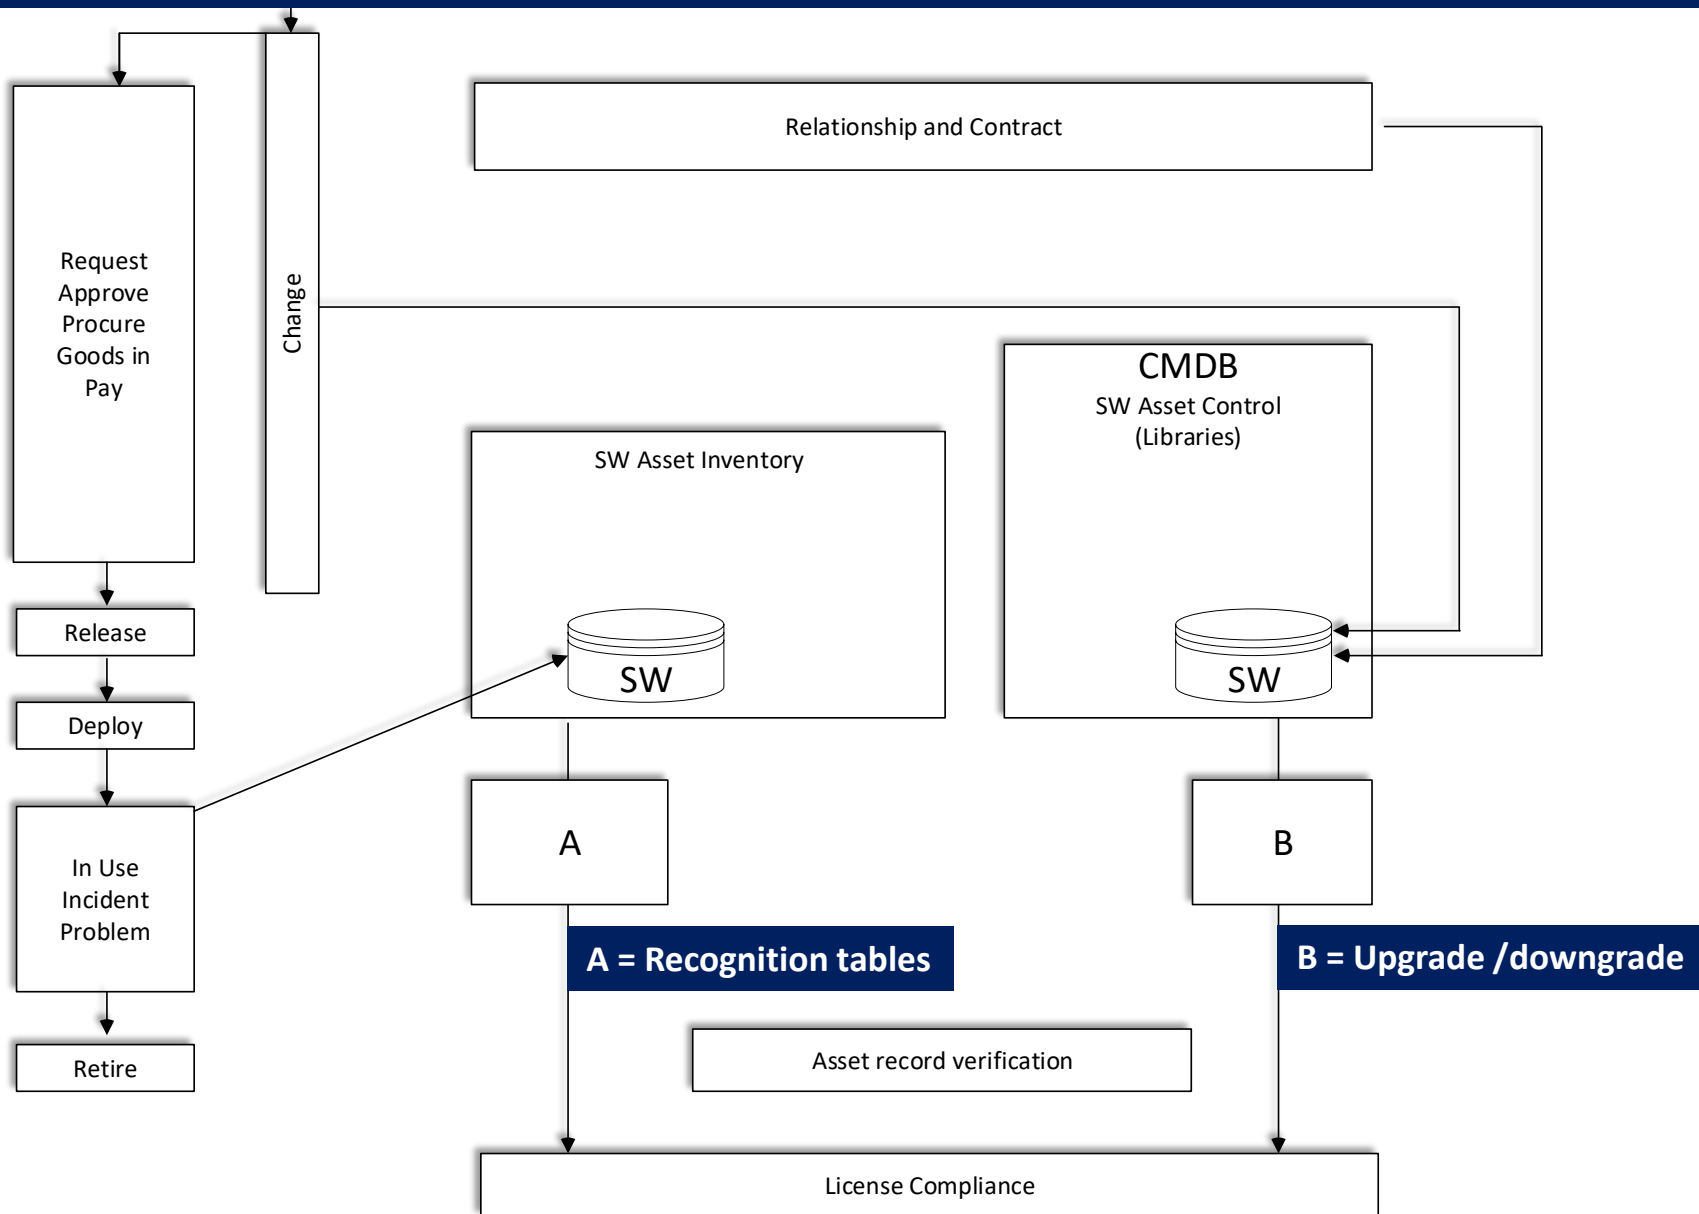 Relationship and Contract
Request
Approve
Procure
Goods in
Pay
Change
CMDB
SW Asset Control
(Libraries)
SW Asset Inventory
SW
SW
Release
Deploy
In Use
Incident
Problem
Retire
A
B
A = Recognition tables
B = Upgrade /downgrade
Asset record verification
License Compliance